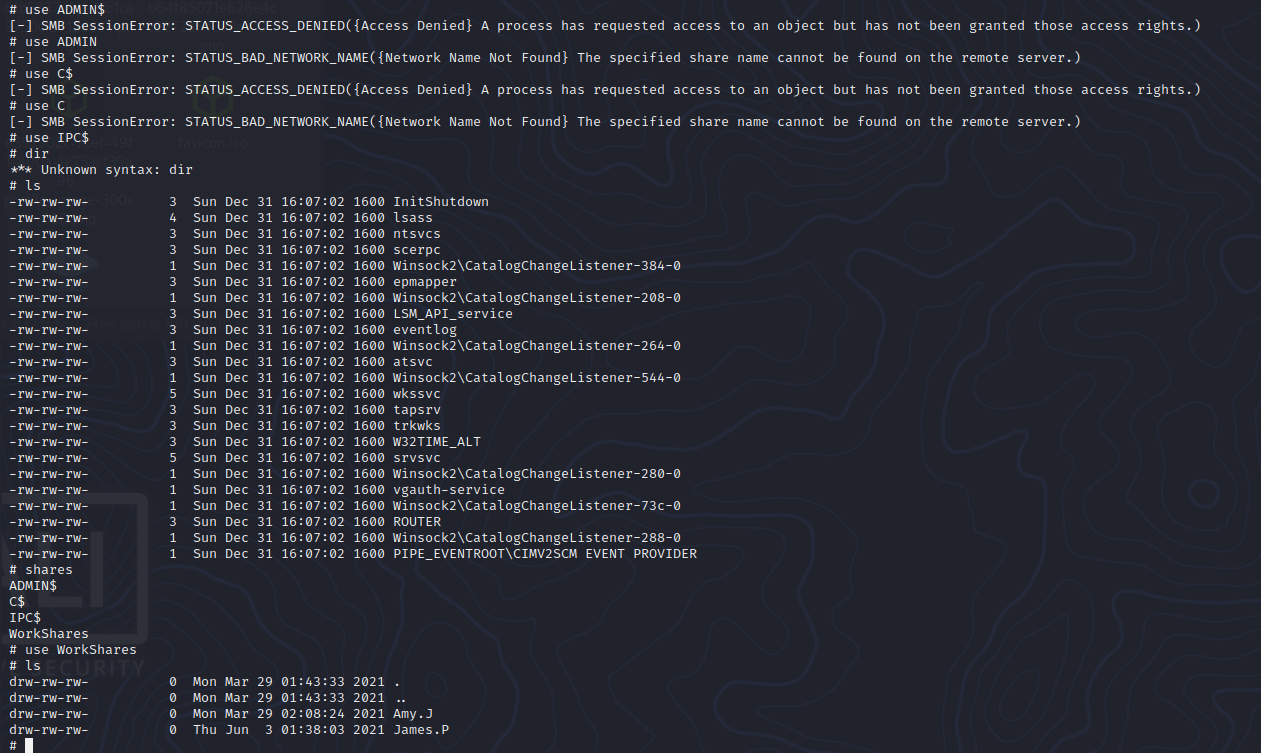 # use ADMIN$
[-] SMB SessionError: STATUS_ACCESS_DENIED({Access Denied} A process has requested access to an object but has not been granted those access rights.)
# use ADMIN
[-] SMB SessionError: STATUS_BAD_NETWORK_NAME({Network Name Not Found} The specified share name cannot be found on the remote server.)
# use C$
[-] SMB SessionError: STATUS_ACCESS_DENIED({Access Denied} A process has requested access to an object but has not been granted those access rights.)
# use C
[-] SMB SessionError: STATUS_BAD_NETWORK_NAME({Network Name Not Found} The specified share name cannot be found on the remote server.)
# use IPC$
favicon.ico
# dir
*** Unknown syntax: dir
# ls
-rw-rw-rw-          3  Sun Dec 31 16:07:02 1600 InitShutdown
-rw-rw-rw-          4  Sun Dec 31 16:07:02 1600 lsass
-rw-rw-rw-          3  Sun Dec 31 16:07:02 1600 ntsvcs
-rw-rw-rw-          3  Sun Dec 31 16:07:02 1600 scerpc
-rw-rw-rw-          1  Sun Dec 31 16:07:02 1600 Winsock2\CatalogChangeListener-384-0
-rw-rw-rw-          3  Sun Dec 31 16:07:02 1600 epmapper
-rw-rw-rw-          1  Sun Dec 31 16:07:02 1600 Winsock2\CatalogChangeListener-208-0
-rw-rw-rw-          3  Sun Dec 31 16:07:02 1600 LSM_API_service
-rw-rw-rw-          3  Sun Dec 31 16:07:02 1600 eventlog
-rw-rw-rw-          1  Sun Dec 31 16:07:02 1600 Winsock2\CatalogChangeListener-264-0
-rw-rw-rw-          3  Sun Dec 31 16:07:02 1600 atsvc
-rw-rw-rw-          1  Sun Dec 31 16:07:02 1600 Winsock2\CatalogChangeListener-544-0
-rw-rw-rw-          5  Sun Dec 31 16:07:02 1600 wkssvc
-rw-rw-rw-          3  Sun Dec 31 16:07:02 1600 tapsrv
-rw-rw-rw-          3  Sun Dec 31 16:07:02 1600 trkwks
-rw-rw-rw-          3  Sun Dec 31 16:07:02 1600 W32TIME_ALT
-rw-rw-rw-          5  Sun Dec 31 16:07:02 1600 srvsvc
-rw-rw-rw-          1  Sun Dec 31 16:07:02 1600 Winsock2\CatalogChangeListener-280-0
-rw-rw-rw-          1  Sun Dec 31 16:07:02 1600 vgauth-service
-rw-rw-rw-          1  Sun Dec 31 16:07:02 1600 Winsock2\CatalogChangeListener-73c-0
-rw-rw-rw-          3  Sun Dec 31 16:07:02 1600 ROUTER
-rw-rw-rw-          1  Sun Dec 31 16:07:02 1600 Winsock2\CatalogChangeListener-288-0
-rw-rw-rw-          1  Sun Dec 31 16:07:02 1600 PIPE_EVENTROOT\CIMV2SCM EVENT PROVIDER
# shares
ADMIN$
C$
IPC$
WorkShares
# use WorkShares
# ls
SECURITY
drw-rw-rw-          0  Mon Mar 29 01:43:33 2021 .
drw-rw-rw-          0  Mon Mar 29 01:43:33 2021 ..
drw-rw-rw-          0  Mon Mar 29 02:08:24 2021 Amy.J
drw-rw-rw-          0  Thu Jun  3 01:38:03 2021 James.P
#